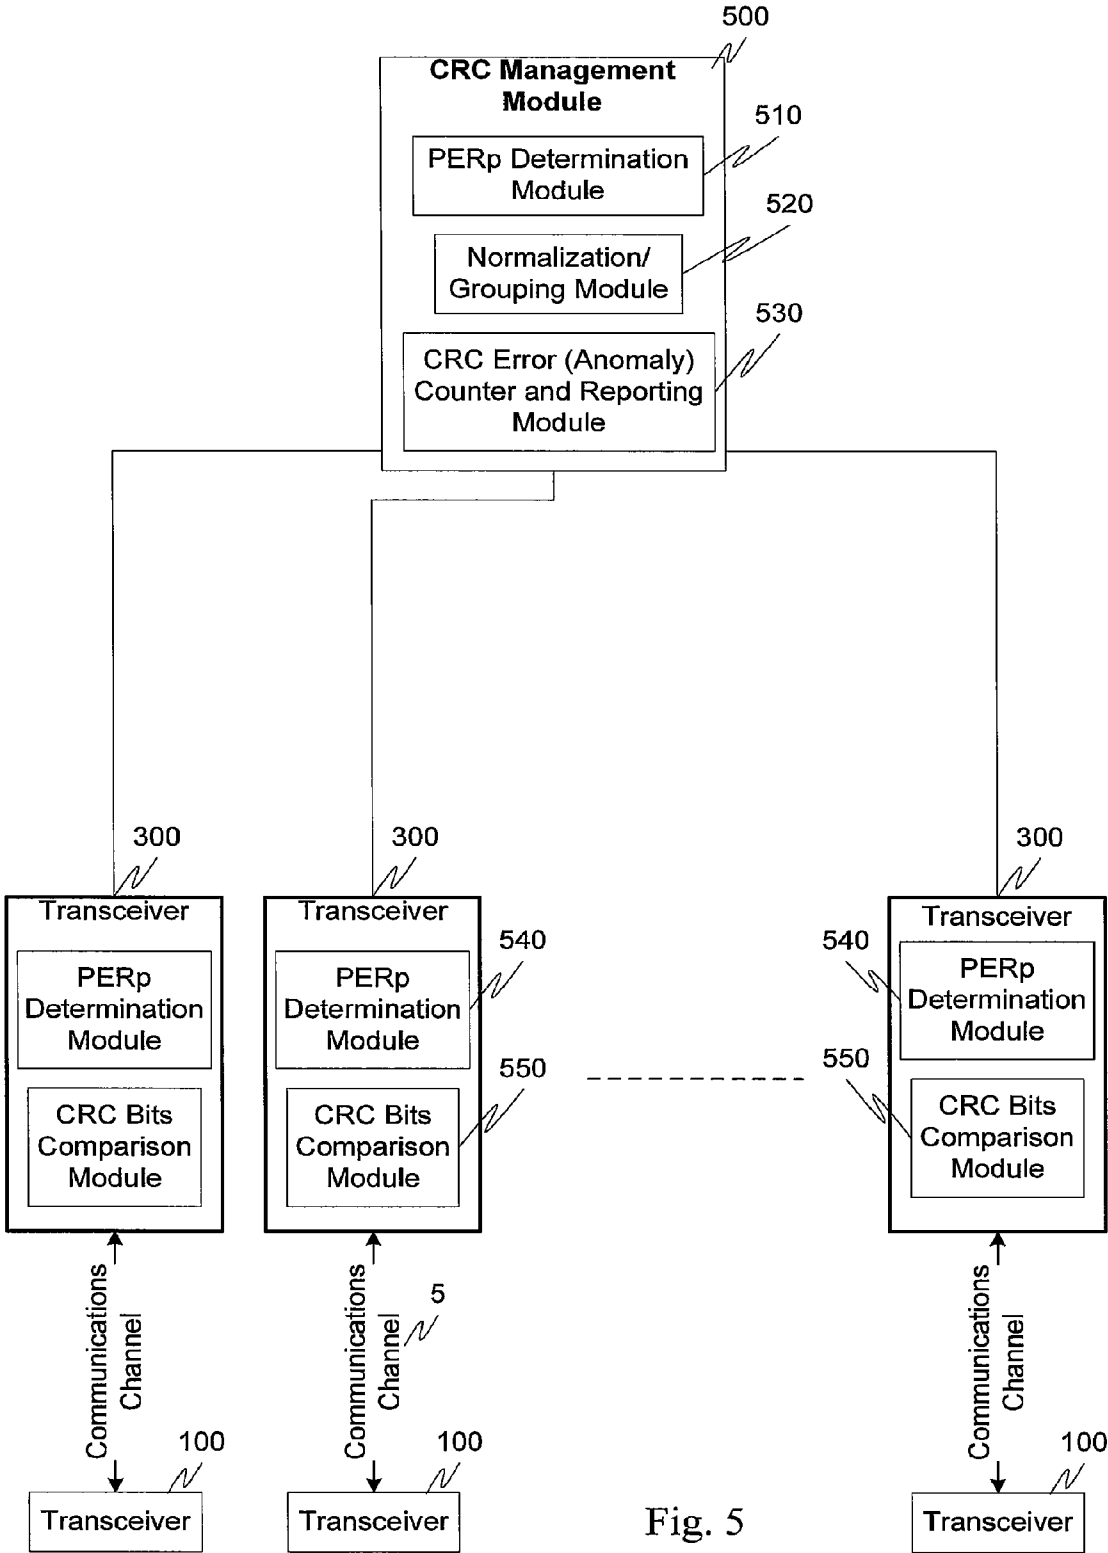 500
CRC Management
Module
510
PERp Determination
Module
520
Normalization/
Grouping Module
530
CRC Error (Anomaly)
Counter and Reporting
Module
300
Transceiver
PERp
Determination
Module
CRC Bits
Comparison
Module
300
Transceiver
540
PERp
Determination
Module
550
CRC Bits
Comparison
Module
300
Transceiver
540
PERp
Determination
Module
550
CRC Bits
Comparison
Module
Communications
Channel
Communications
Channel
5
Communications
Channel
100
Transceiver
100
Transceiver
100
Transceiver
Fig. 5